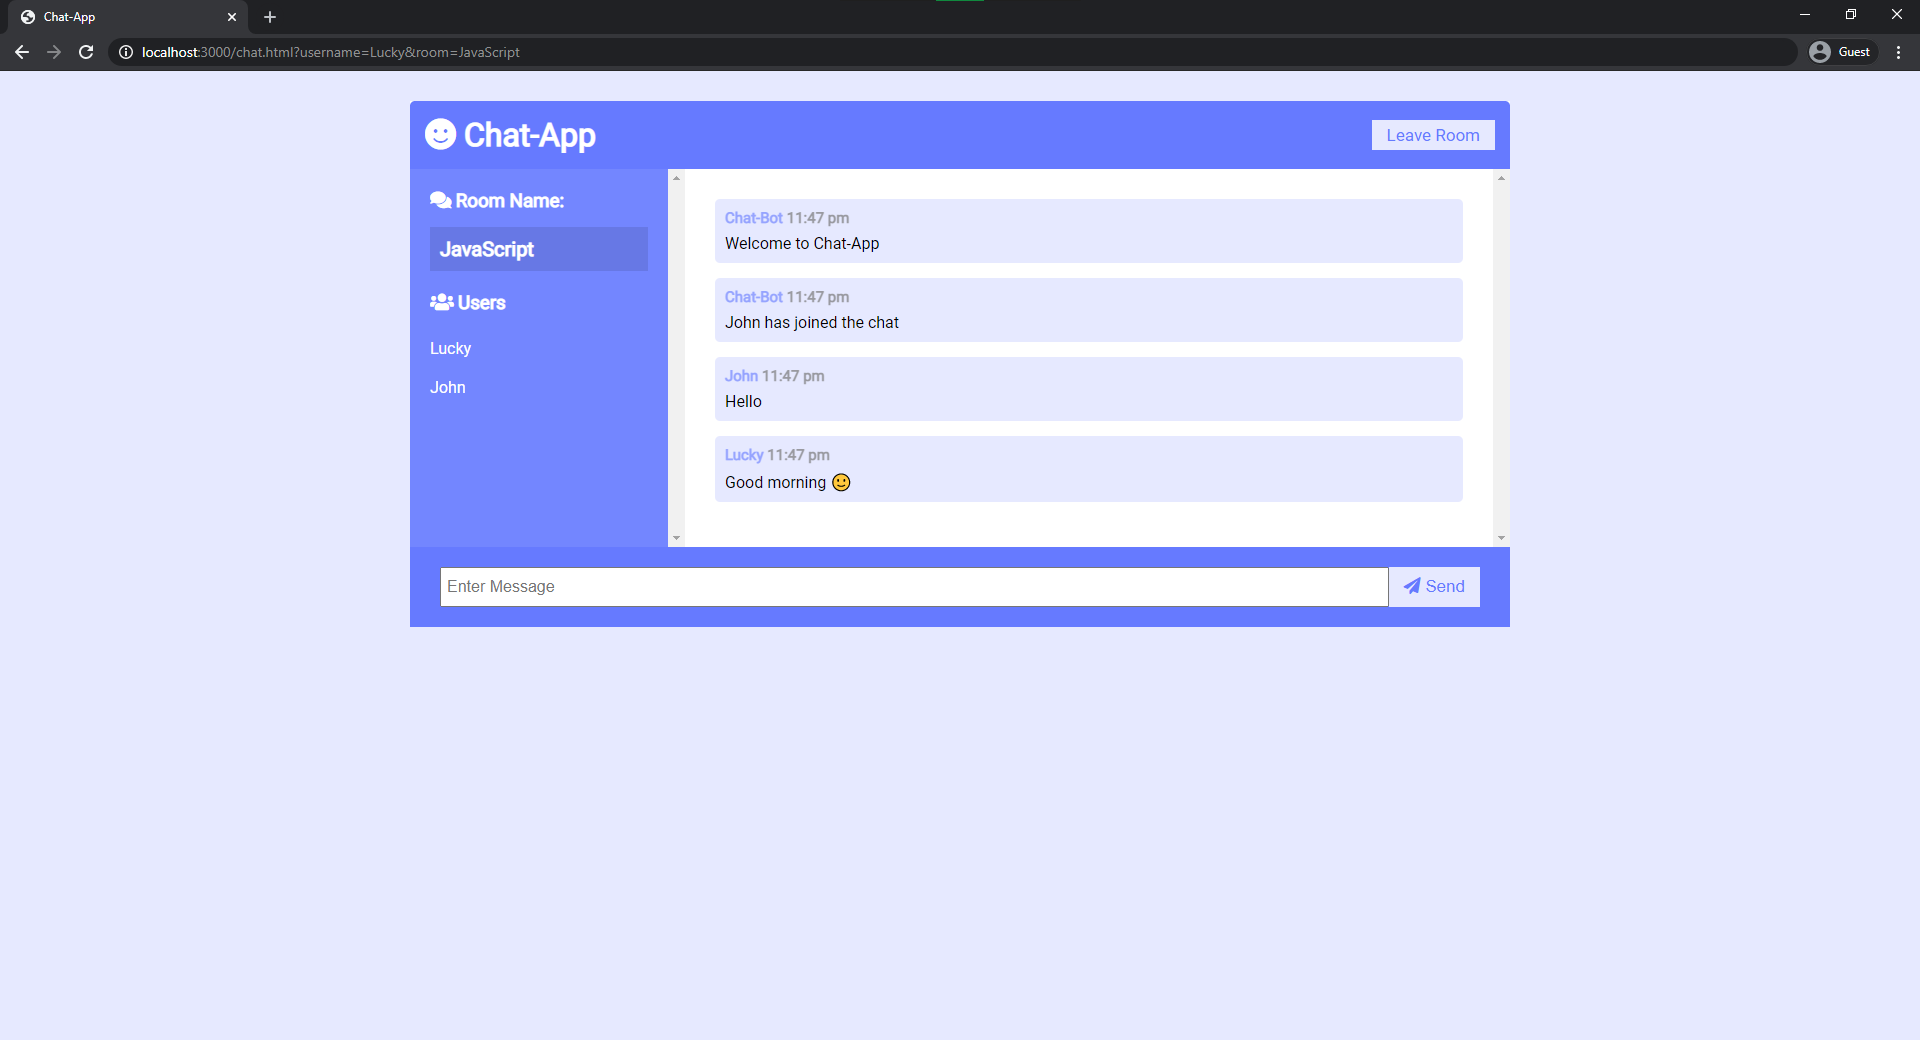 Chat-App
localhost:3000/chat.html?username=Lucky&room=JavaScript
Guest
Chat-App
Leave Room
Room Name:
JavaScript
Users
Lucky
John
Chat-Bot 11:47 pm
Welcome to Chat-App
Chat-Bot 11:47 pm
John has joined the chat
John 11:47 pm
Hello
Lucky 11:47 pm
Good morning 🙂
Enter Message
Send